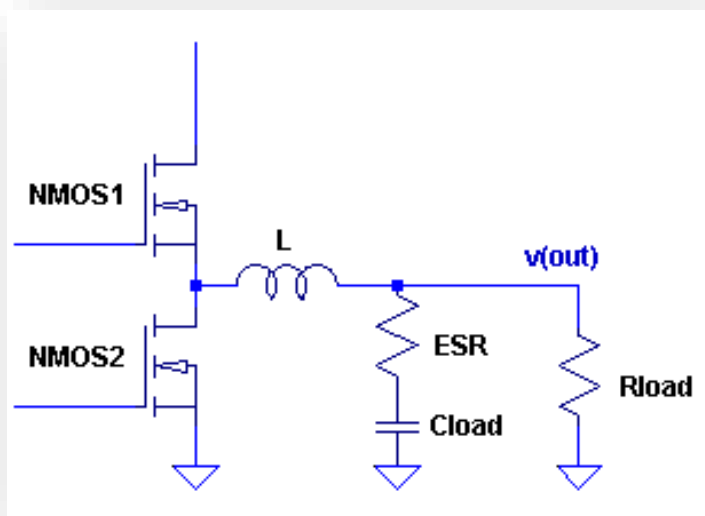 NMOS1
L
v(out)
NMOS2
ESR
Rload
Cload